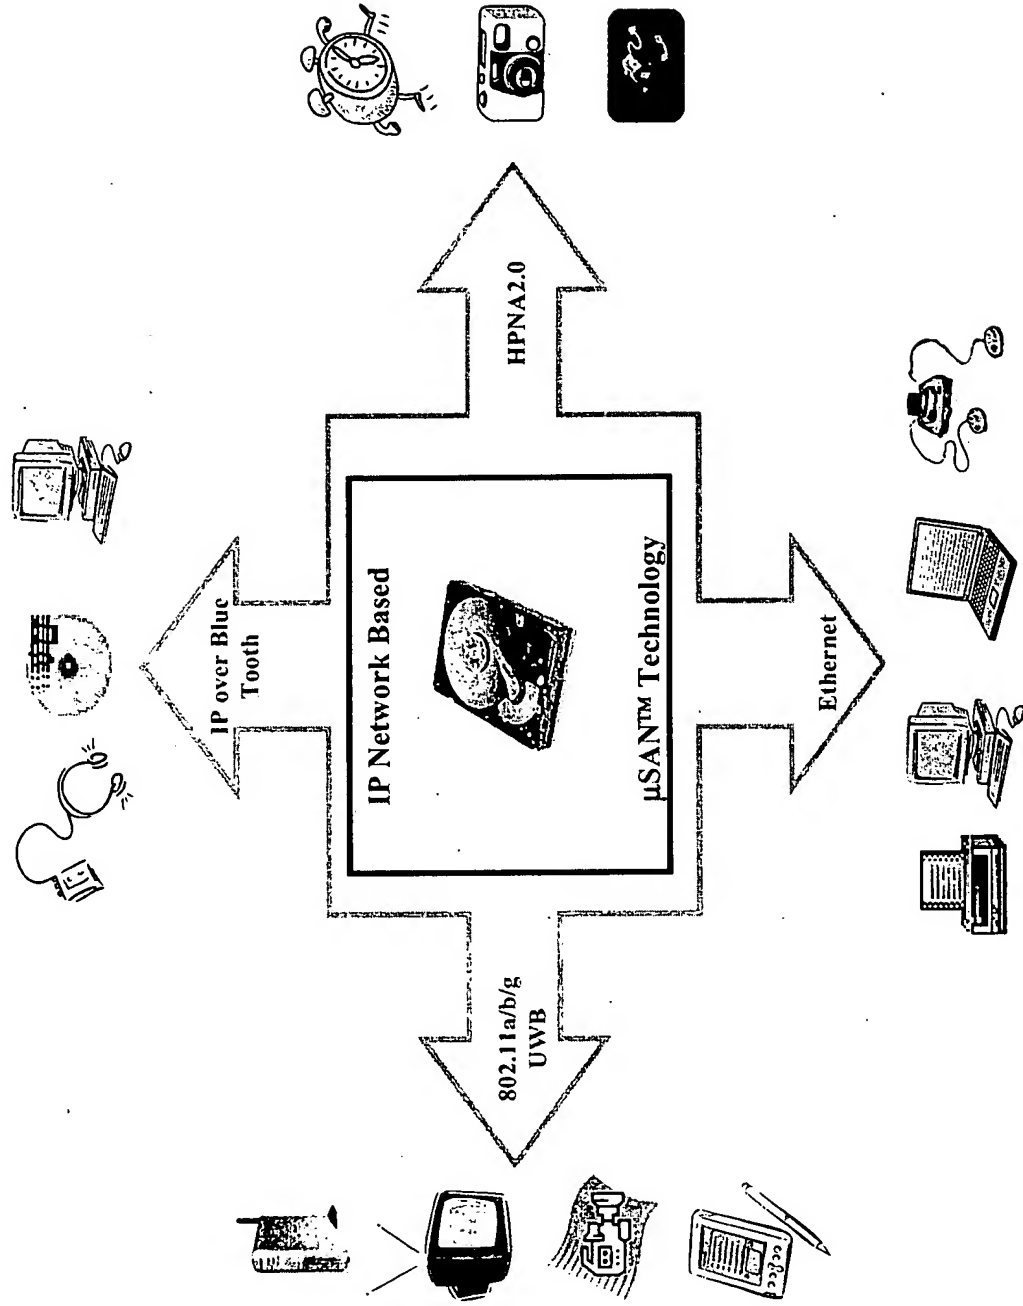 IP over Blue
Tooth
802.11a/b/g
UWB
IP Network Based
µSAN™ Technology
HPNA2.0
Ethernet